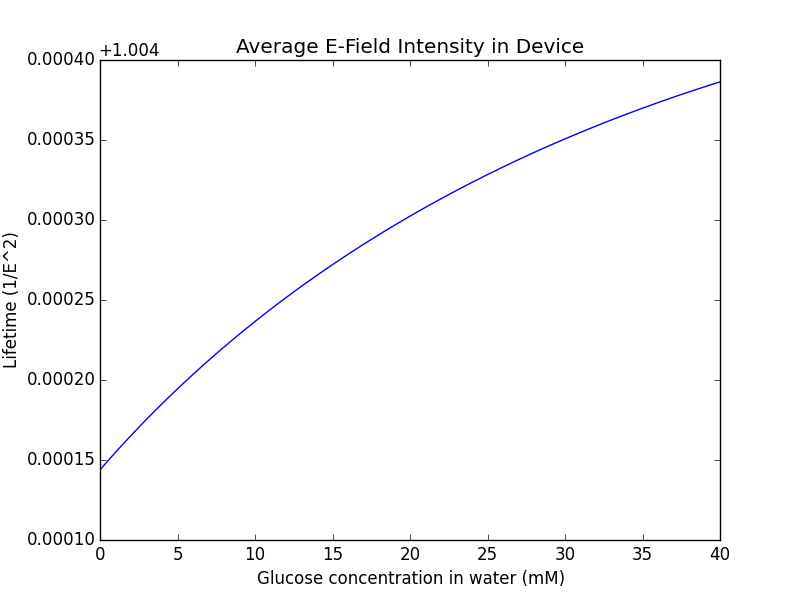 Average E-Field Intensity in Device
+1.004
0.00040
0.00035
0.00030
0.00025
0.00020
0.00015
0.00010
Lifetime (1/E^2)
0 5 10 15 20 25 30 35 40
Glucose concentration in water (mM)